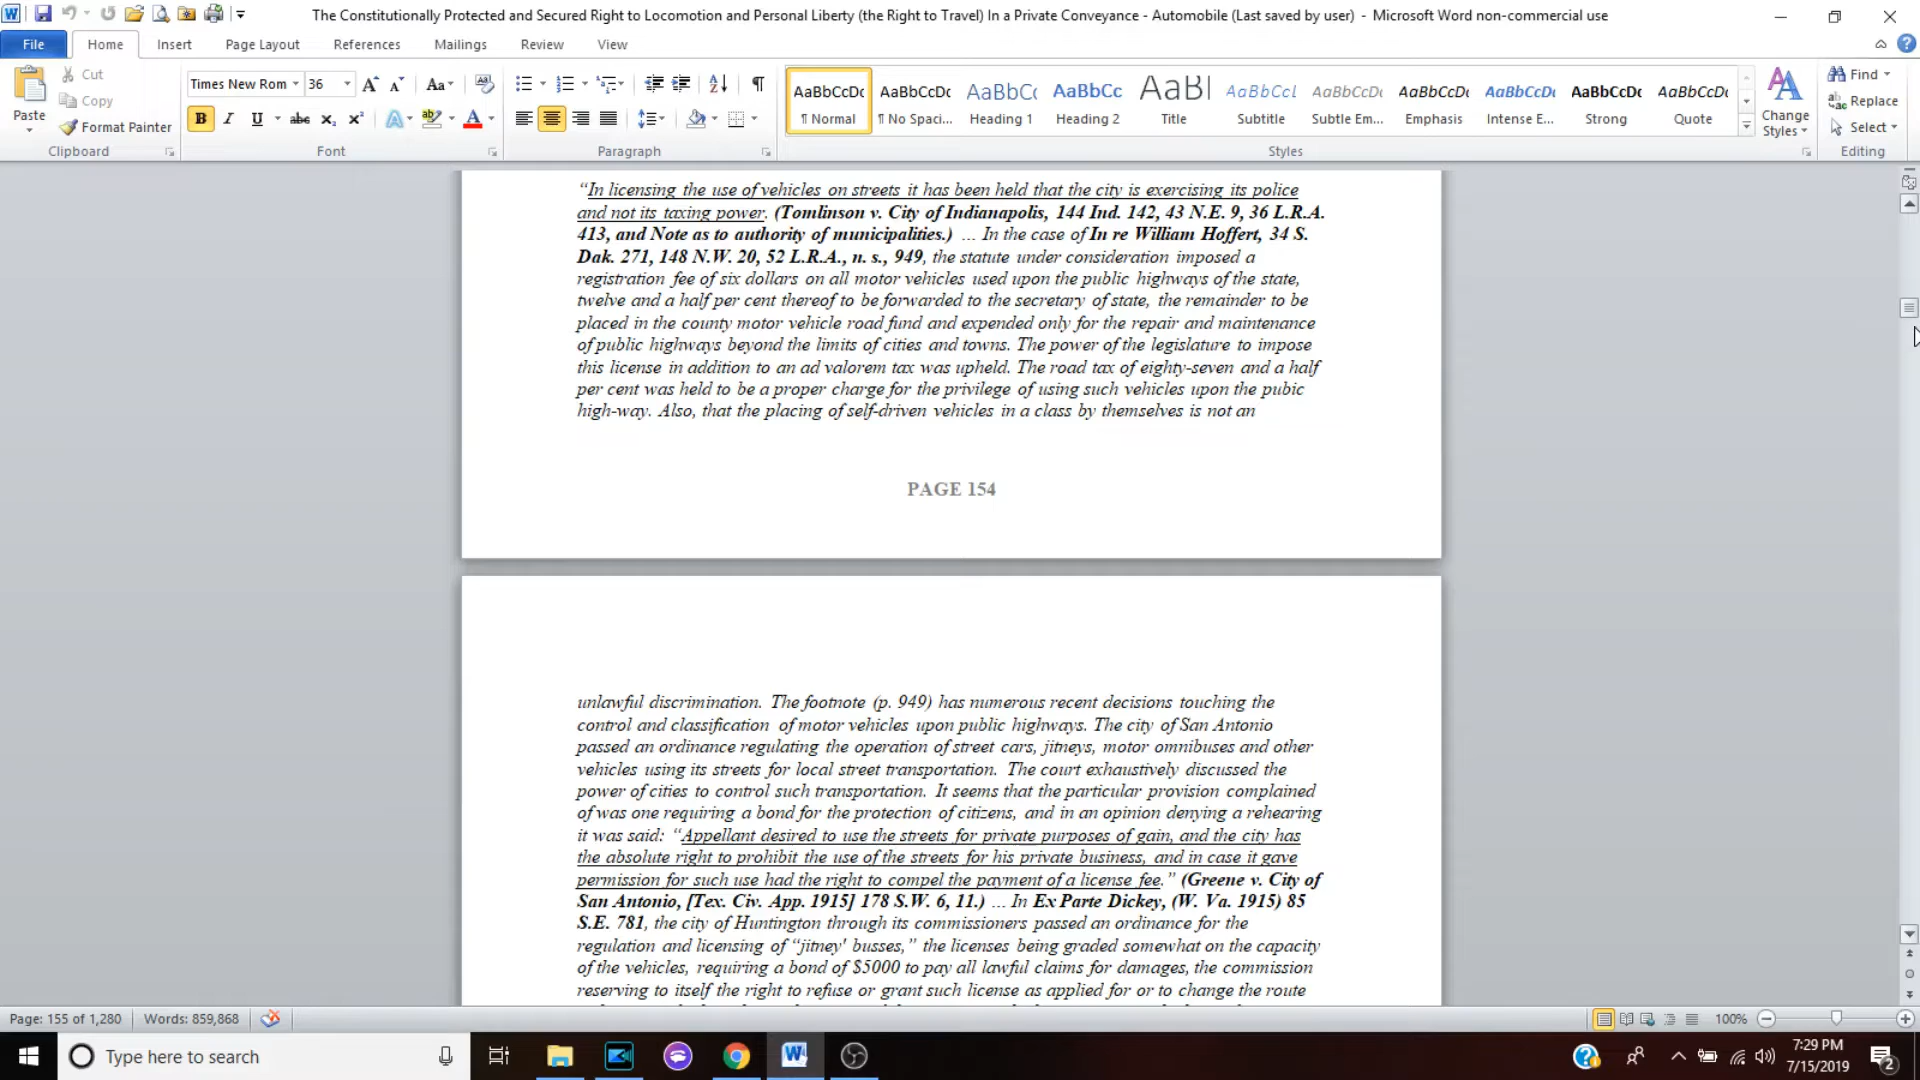 The Constitutionally Protected and Secured Right to Locomotion and Personal Liberty (the Right to Travel) In a Private Conveyance - Automobile (Last saved by user) - Microsoft Word non-commercial use
File Home Insert Page Layout References Mailings Review View
Paste
Cut
Copy
Format Painter
Clipboard
Times New Rom 36
Font
Paragraph
AaBbCcDc AaBbCcDc AaBbC AaBbCc AaBl AaBbCcL AaBbCcDc AaBbCcDc AaBbCcDc AaBbCcDc AaBbCcDc
¶ Normal ¶ No Spaci... Heading 1 Heading 2 Title Subtitle Subtle Em... Emphasis Intense E... Strong Quote
Styles
Change Styles
Find
Replace
Select
Editing
“In licensing the use of vehicles on streets it has been held that the city is exercising its police
and not its taxing power. (Tomlinson v. City of Indianapolis, 144 Ind. 142, 43 N.E. 9, 36 L.R.A.
413, and Note as to authority of municipalities.) ... In the case of In re William Hoffert, 34 S.
Dak. 271, 148 N.W. 20, 52 L.R.A., n. s., 949, the statute under consideration imposed a
registration fee of six dollars on all motor vehicles used upon the public highways of the state,
twelve and a half per cent thereof to be forwarded to the secretary of state, the remainder to be
placed in the county motor vehicle road fund and expended only for the repair and maintenance
of public highways beyond the limits of cities and towns. The power of the legislature to impose
this license in addition to an ad valorem tax was upheld. The road tax of eighty-seven and a half
per cent was held to be a proper charge for the privilege of using such vehicles upon the pubic
high-way. Also, that the placing of self-driven vehicles in a class by themselves is not an
PAGE 154
unlawful discrimination. The footnote (p. 949) has numerous recent decisions touching the
control and classification of motor vehicles upon public highways. The city of San Antonio
passed an ordinance regulating the operation of street cars, jitneys, motor omnibuses and other
vehicles using its streets for local street transportation. The court exhaustively discussed the
power of cities to control such transportation. It seems that the particular provision complained
of was one requiring a bond for the protection of citizens, and in an opinion denying a rehearing
it was said: “Appellant desired to use the streets for private purposes of gain, and the city has
the absolute right to prohibit the use of the streets for his private business, and in case it gave
permission for such use had the right to compel the payment of a license fee.” (Greene v. City of
San Antonio, [Tex. Civ. App. 1915] 178 S.W. 6, 11.) ... In Ex Parte Dickey, (W. Va. 1915) 85
S.E. 781, the city of Huntington through its commissioners passed an ordinance for the
regulation and licensing of “jitney' busses,” the licenses being graded somewhat on the capacity
of the vehicles, requiring a bond of $5000 to pay all lawful claims for damages, the commission
reserving to itself the right to refuse or grant such license as applied for or to change the route
Page: 155 of 1,280 Words: 859,868 100%
Type here to search
7:29 PM
7/15/2019
2